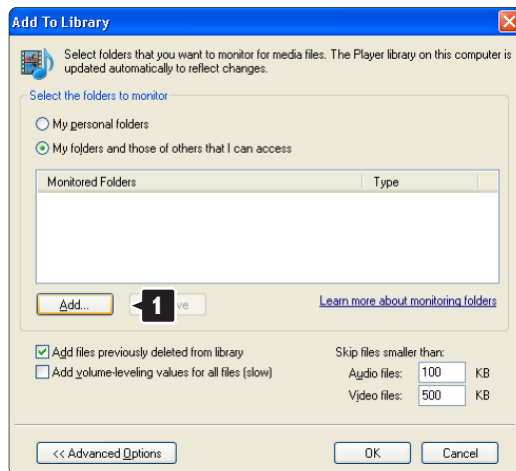 Add To Library
Select folders that you want to monitor for media files. The Player library on this computer is
updated automatically to reflect changes.
Select the folders to monitor
My personal folders
My folders and those of others that I can access
Monitored Folders Type
Add... 1 Learn more about monitoring folders
Add files previously deleted from library Skip files smaller than:
Add volume-leveling values for all files (slow) Audio files: 100 KB
Video files: 500 KB
<< Advanced Options OK Cancel